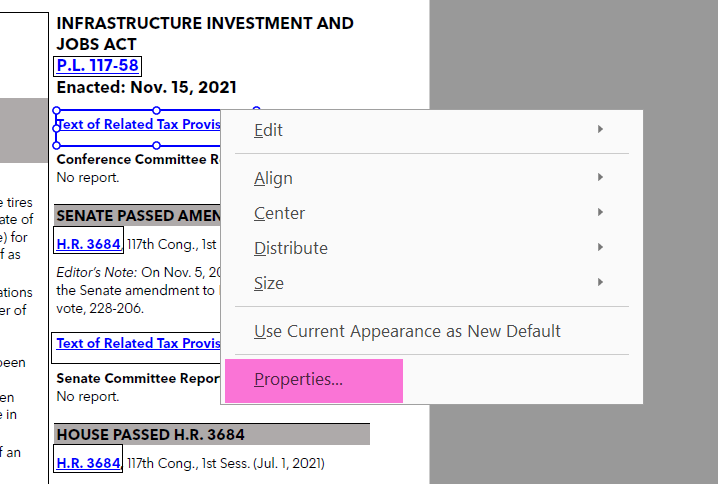 INFRASTRUCTURE INVESTMENT AND
JOBS ACT
P.L. 117-58
Enacted: Nov. 15, 2021
Text of Related Tax Provis
Conference Committee R
No report.
SENATE PASSED AMEN
H.R. 3684, 117th Cong., 1st
Editor's Note: On Nov. 5, 20
the Senate amendment to
vote, 228-206.
Text of Related Tax Provis
Senate Committee Repor
No report.
HOUSE PASSED H.R. 3684
H.R. 3684, 117th Cong., 1st Sess. (Jul. 1, 2021)
e tires
ate of
e) for
f as
ations
er of
been
en
e in
f an
Edit
Align
Center
Distribute
Size
Use Current Appearance as New Default
Properties...